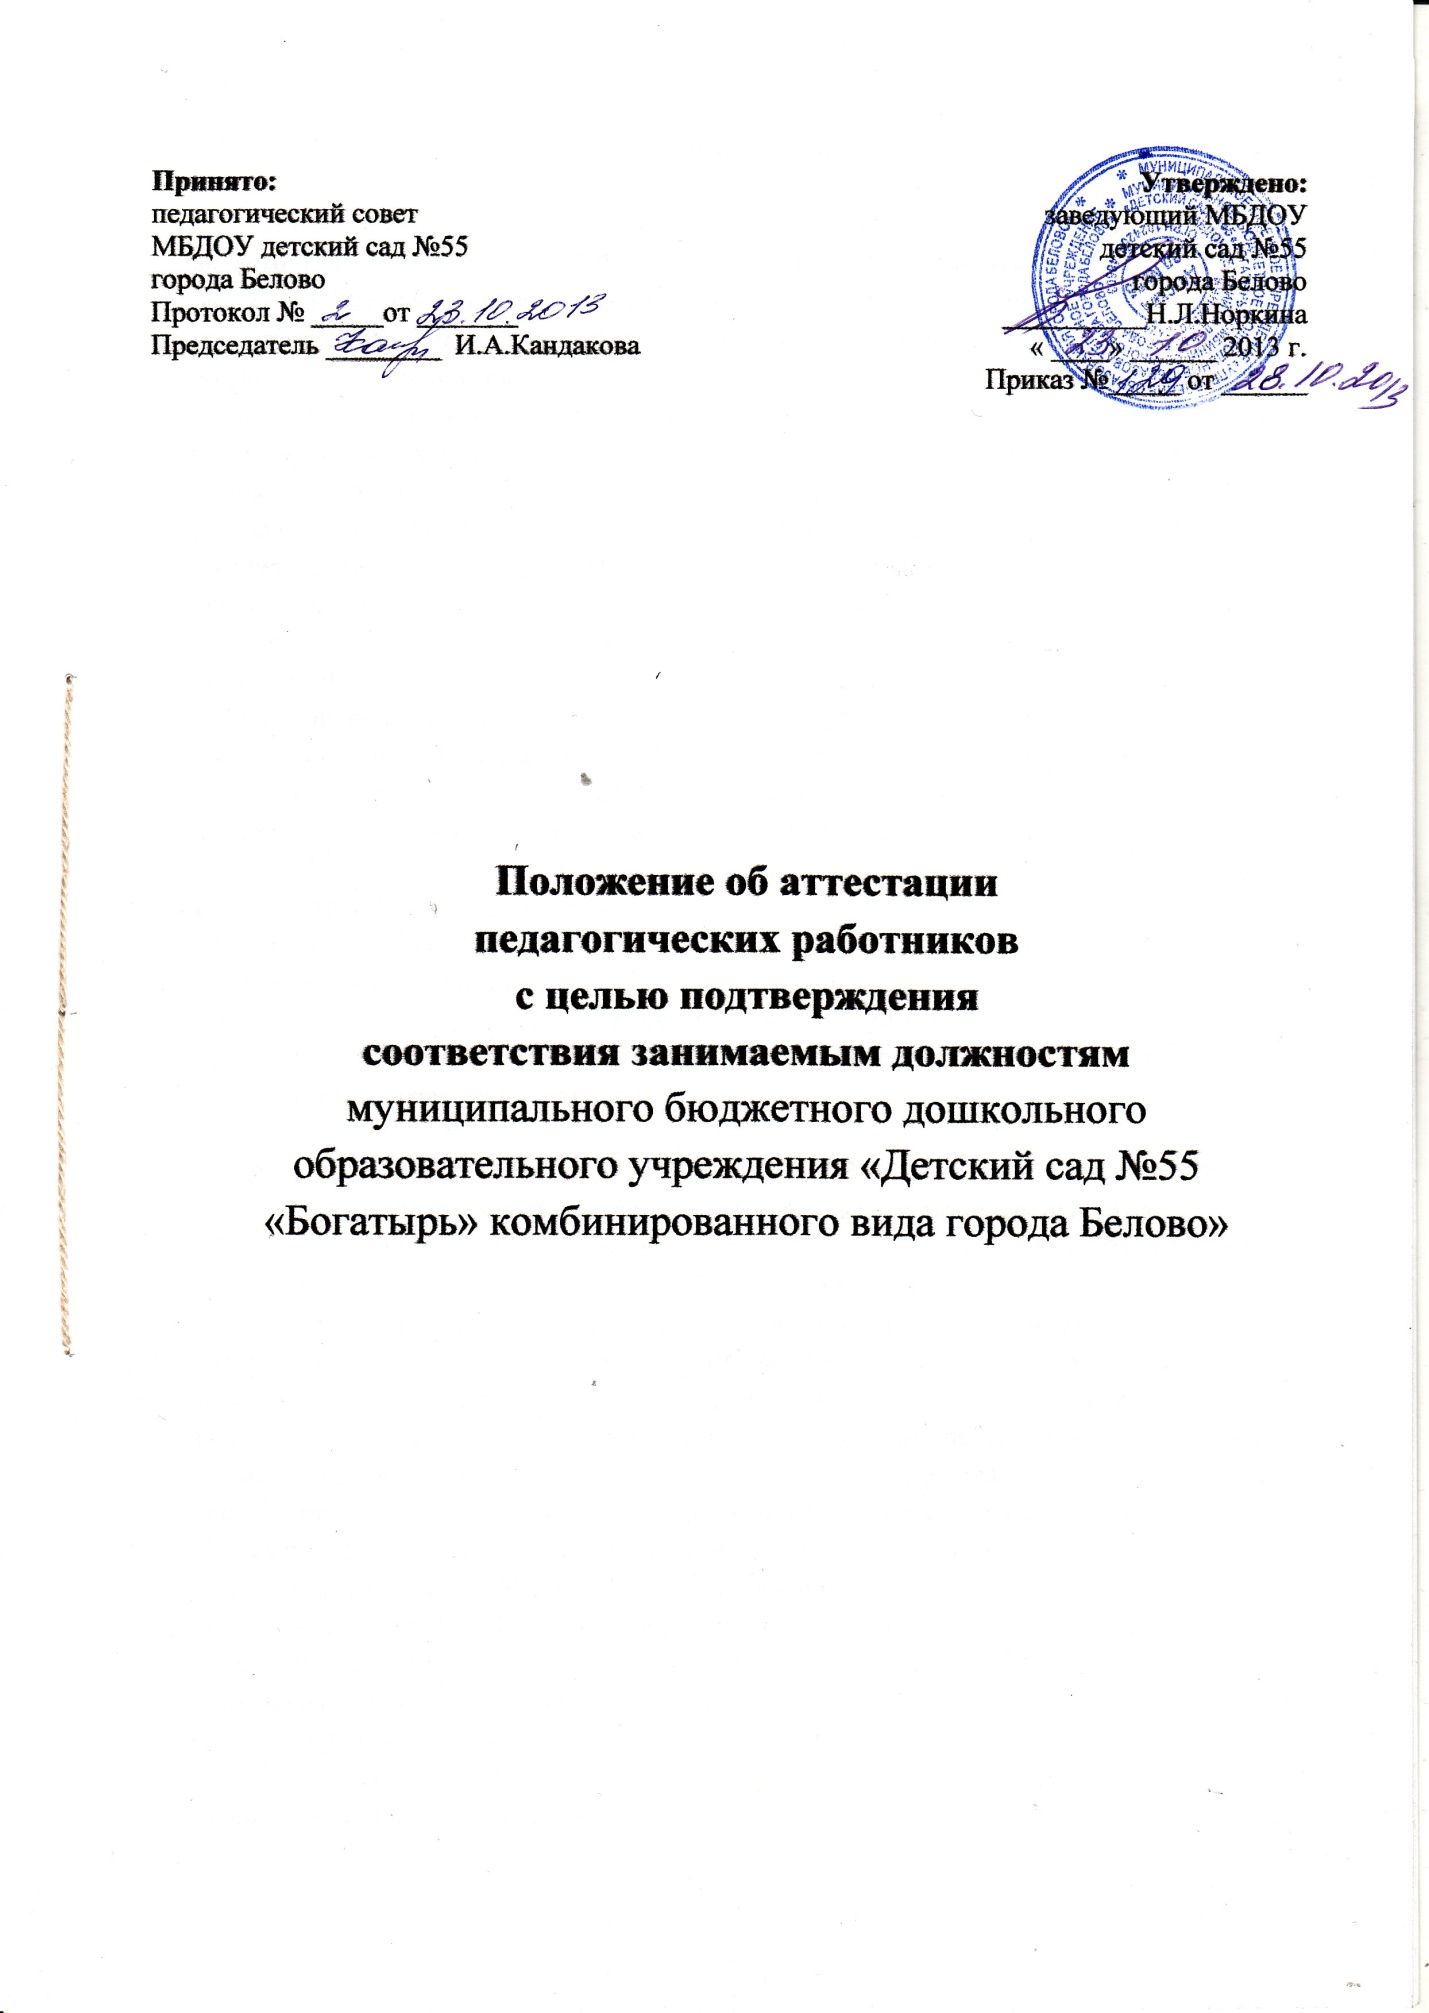 Принято:
педагогический совет
МБДОУ детский сад №55
города Белово
Протокол № 2 от 23.10.2013
Председатель И.А.Кандакова
Утверждено:
заведующий МБДОУ
детский сад №55
города Белово
Н.Л.Норкина
« » 10 2013 г.
Приказ № 129 от 28.10.2013
Положение об аттестации
педагогических работников
с целью подтверждения
соответствия занимаемым должностям
муниципального бюджетного дошкольного
образовательного учреждения «Детский сад №55
«Богатырь» комбинированного вида города Белово»